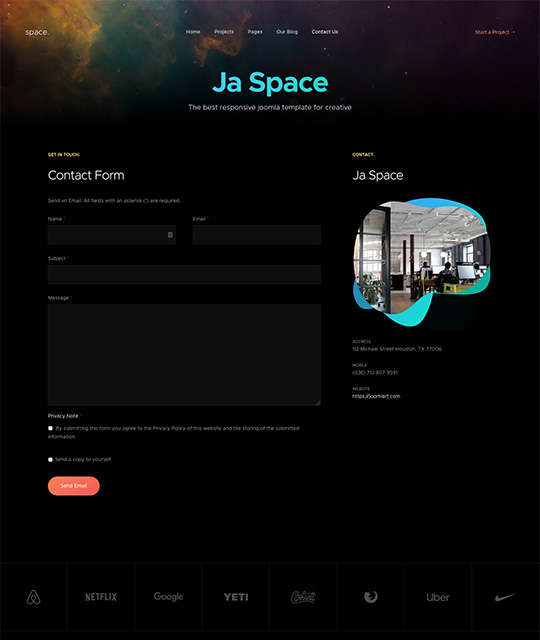 space.
Home Projects Pages Our Blog Contact Us
Start a Project →
Ja Space
The best responsive joomla template for creative
GET IN TOUCH.
Contact Form
Send an Email. All fields with an asterisk (*) are required.
Name * Email *
Subject *
Message *
Privacy Note *
By submitting this form you agree to the Privacy Policy of this website and the storing of the submitted
information.
Send a copy to yourself
Send Email
CONTACT.
Ja Space
ADDRESS
112 Michael Street Houston, TX 77006
MOBILE
(036) 713 807 9591
WEBSITE
https://joomlart.com
NETFLIX Google YETI Uber